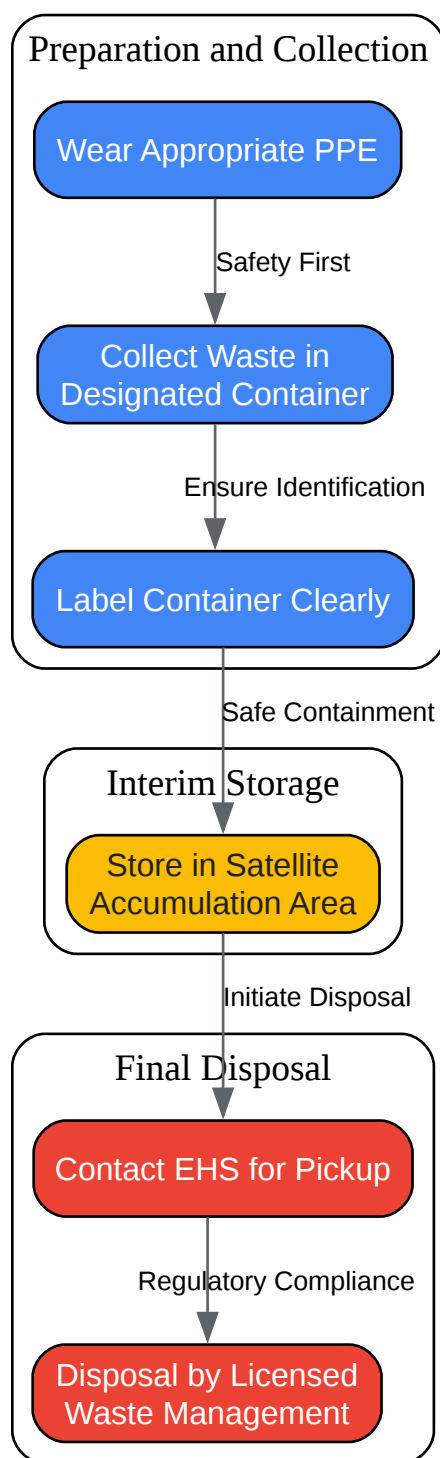 Preparation and Collection
Wear Appropriate PPE
Safety First
Collect Waste in
Designated Container
Ensure Identification
Label Container Clearly
Safe Containment
Interim Storage
Store in Satellite
Accumulation Area
Initiate Disposal
Final Disposal
Contact EHS for Pickup
Regulatory Compliance
Disposal by Licensed
Waste Management